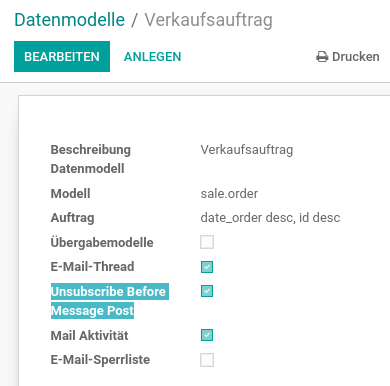 Datenmodelle / Verkaufsauftrag
BEARBEITEN ANLEGEN Drucken
Beschreibung Verkaufsauftrag
Datenmodell
Modell sale.order
Auftrag date_order desc, id desc
Übergabemodelle
E-Mail-Thread
Unsubscribe Before
Message Post
Mail Aktivität
E-Mail-Sperrliste